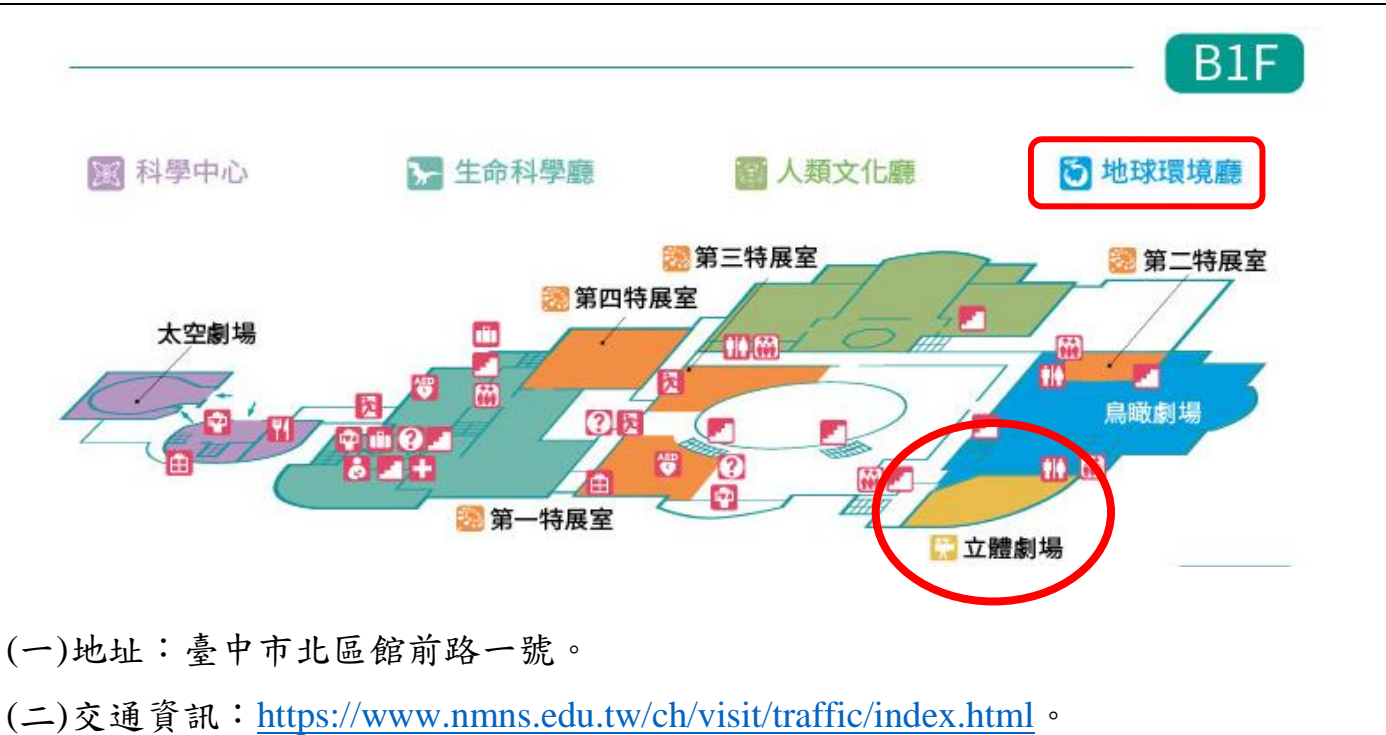 B1F
科學中心 生命科學廳 人類文化廳 地球環境廳
第三特展室 第二特展室
第四特展室
太空劇場
AED
鳥瞰劇場
AED
第一特展室
立體劇場
(一)地址：臺中市北區館前路一號。
(二)交通資訊：https://www.nmns.edu.tw/ch/visit/traffic/index.html。